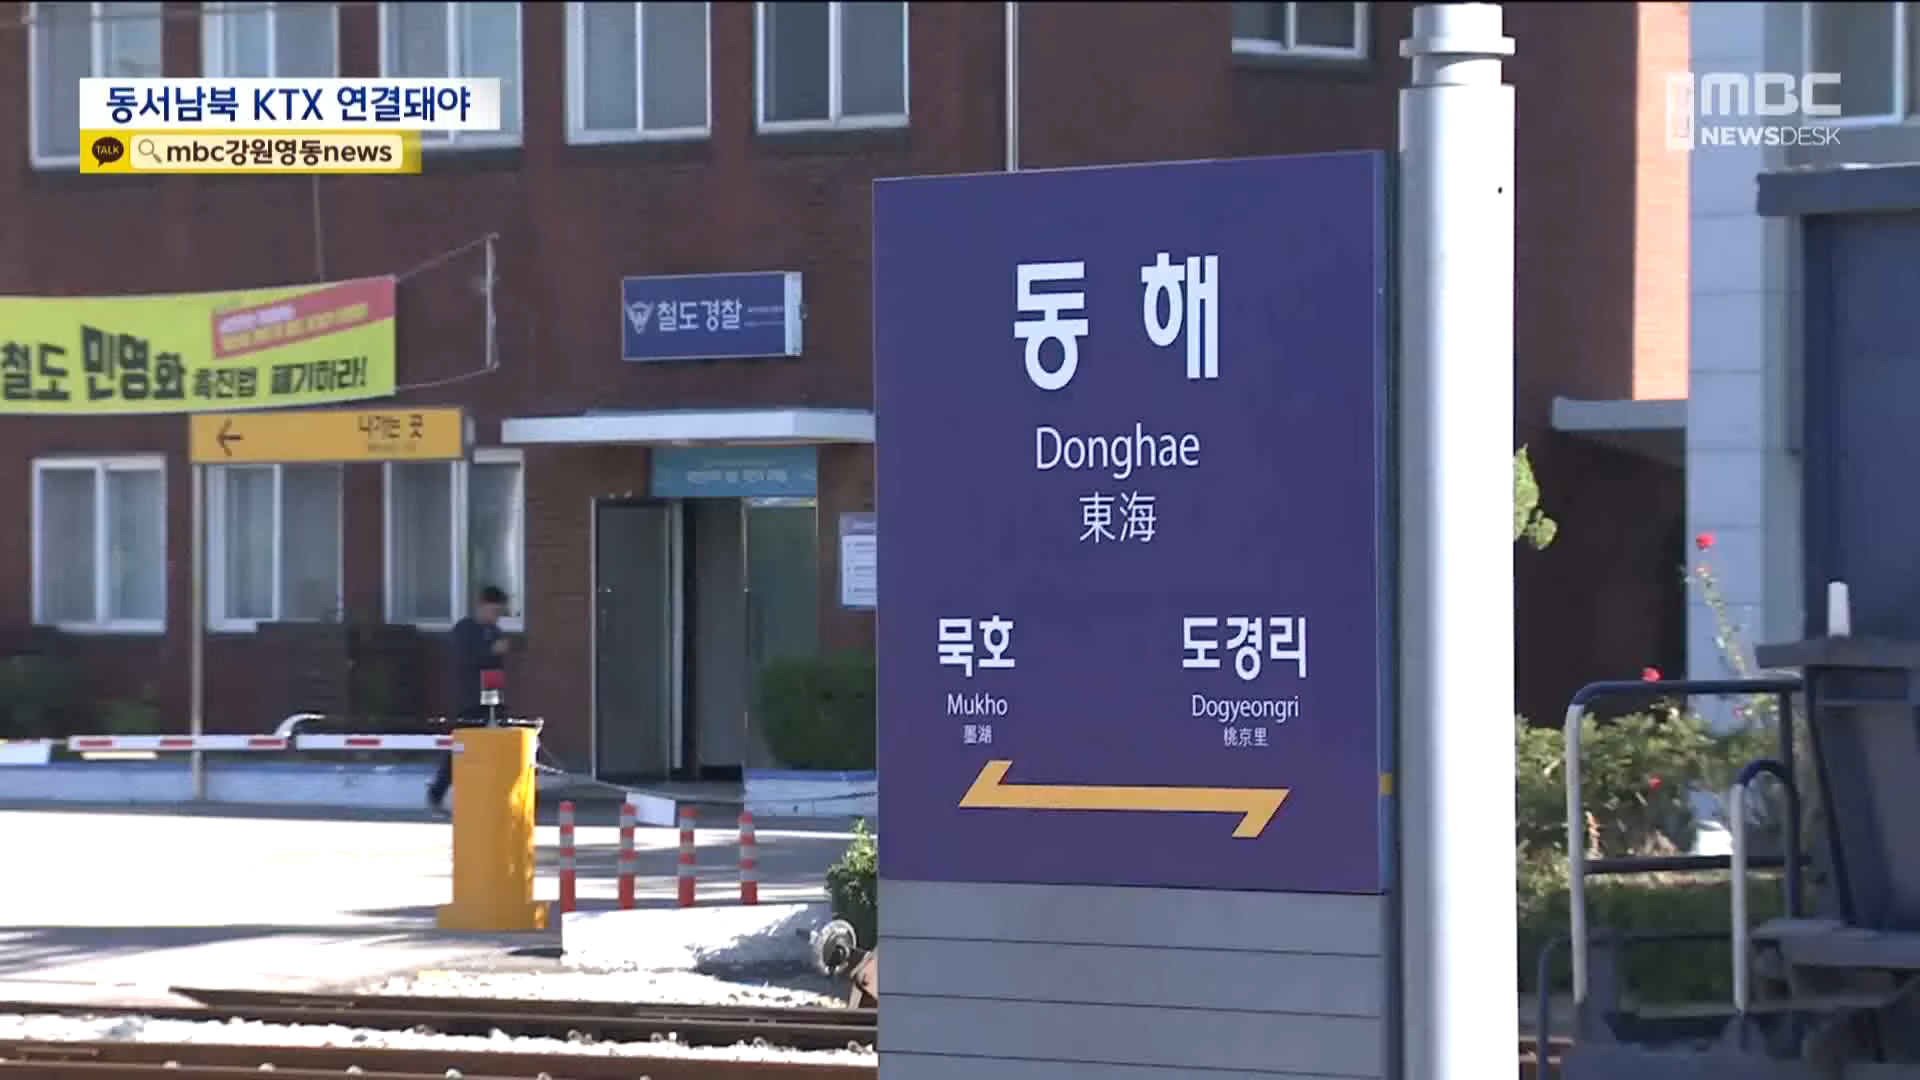 동서남북 KTX 연결돼야
TALK
mbc강원영동news
MBC
NEWSDESK
철도 민영화 촉진법 폐기하라!
나가는 곳
철도경찰
동해
Donghae
東海
묵호
Mukho
墨湖
도경리
Dogyeongri
桃京里